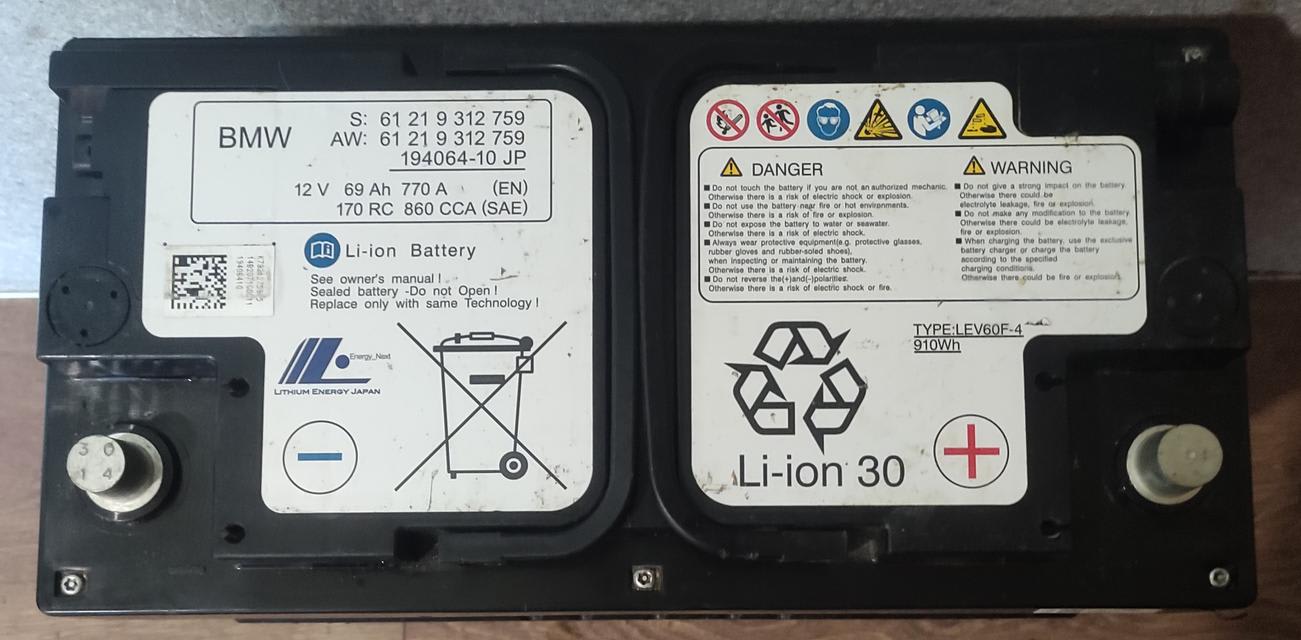 BMW
S: 61 21 9 312 759
AW: 61 21 9 312 759
194064-10 JP
12 V 69 Ah 770 A (EN)
170 RC 860 CCA (SAE)
Li-ion Battery
See owner's manual !
Sealed battery -Do not Open !
Replace only with same Technology !
Energy_Next
LITHIUM ENERGY JAPAN
3 0
4
DANGER
■ Do not touch the battery if you are not an authorized mechanic.
Otherwise there is a risk of electric shock or explosion.
■ Do not use the battery near fire or hot environments.
Otherwise there is a risk of fire or explosion.
■ Do not expose the battery to water or seawater.
Otherwise there is a risk of electric shock.
■ Always wear protective equipment(e.g. protective glasses,
rubber gloves and rubber-soled shoes),
when inspecting or maintaining the battery.
Otherwise there is a risk of electric shock.
■ Do not reverse the(+)and(-)polarities.
Otherwise there is a risk of electric shock or fire.
WARNING
■ Do not give a strong impact on the battery.
Otherwise there could be
electrolyte leakage, fire or explosion.
■ Do not make any modification to the battery.
Otherwise there could be electrolyte leakage,
fire or explosion.
■ When charging the battery, use the exclusive
battery charger or charge the battery
according to the specified
charging conditions.
Otherwise there could be fire or explosion.
TYPE:LEV60F-4
910Wh
Li-ion 30